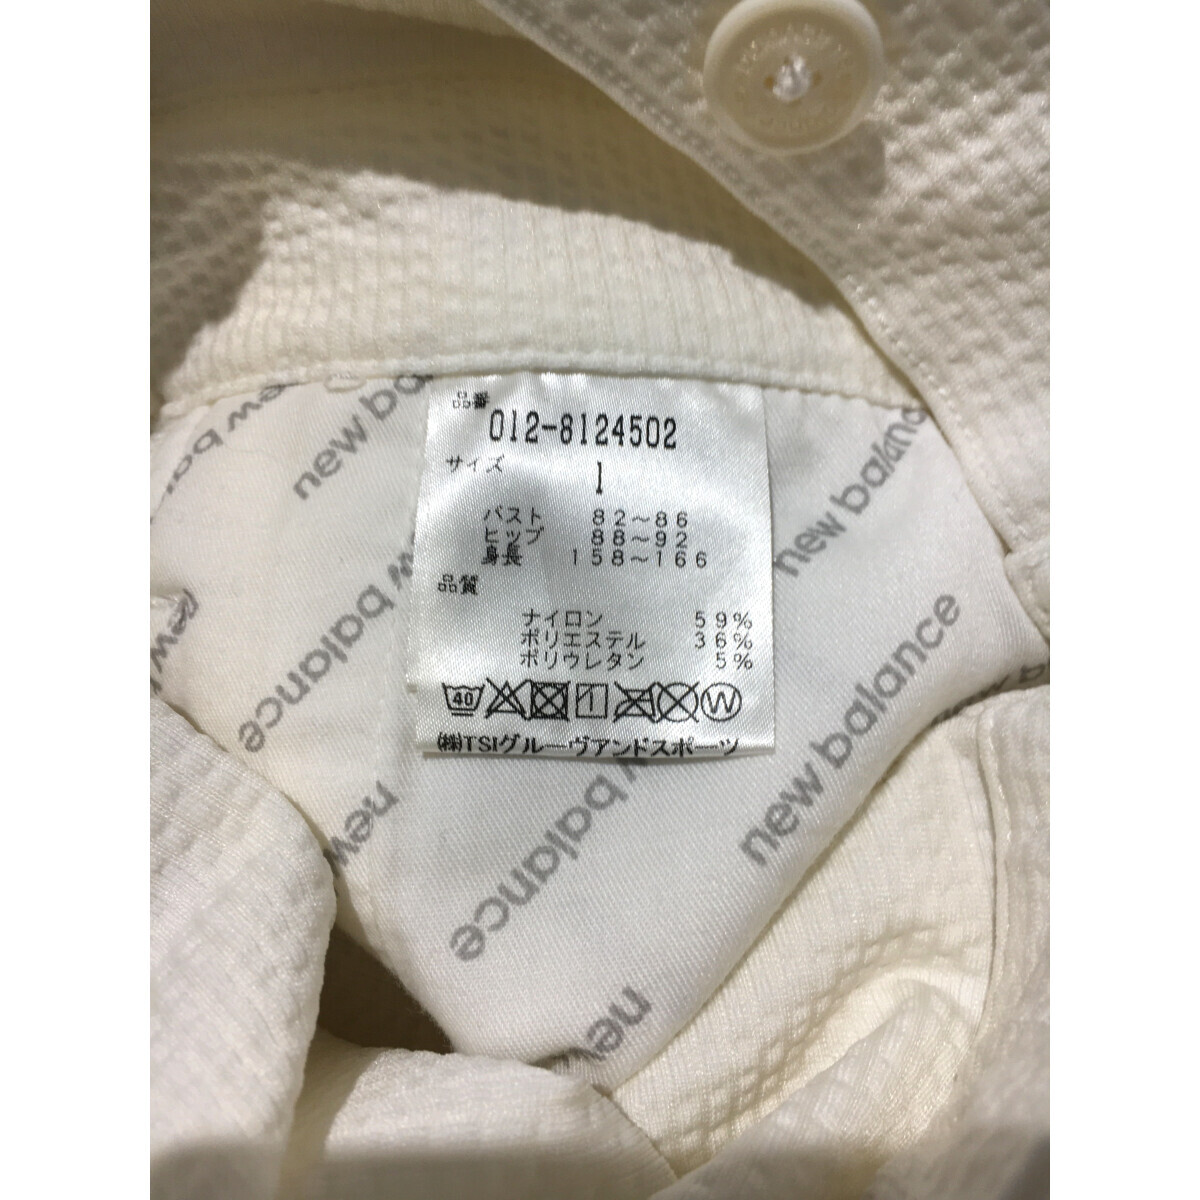 品番
012-8124502
サイズ
1
バスト 82～86
ヒップ 88～92
身長 158～166
品質
ナイロン 59%
ポリエステル 36%
ポリウレタン 5%
40 1 W
㈱TSIグルーヴアンドスポーツ
new balance
new balance
new balance
new balance
new balance
new
new